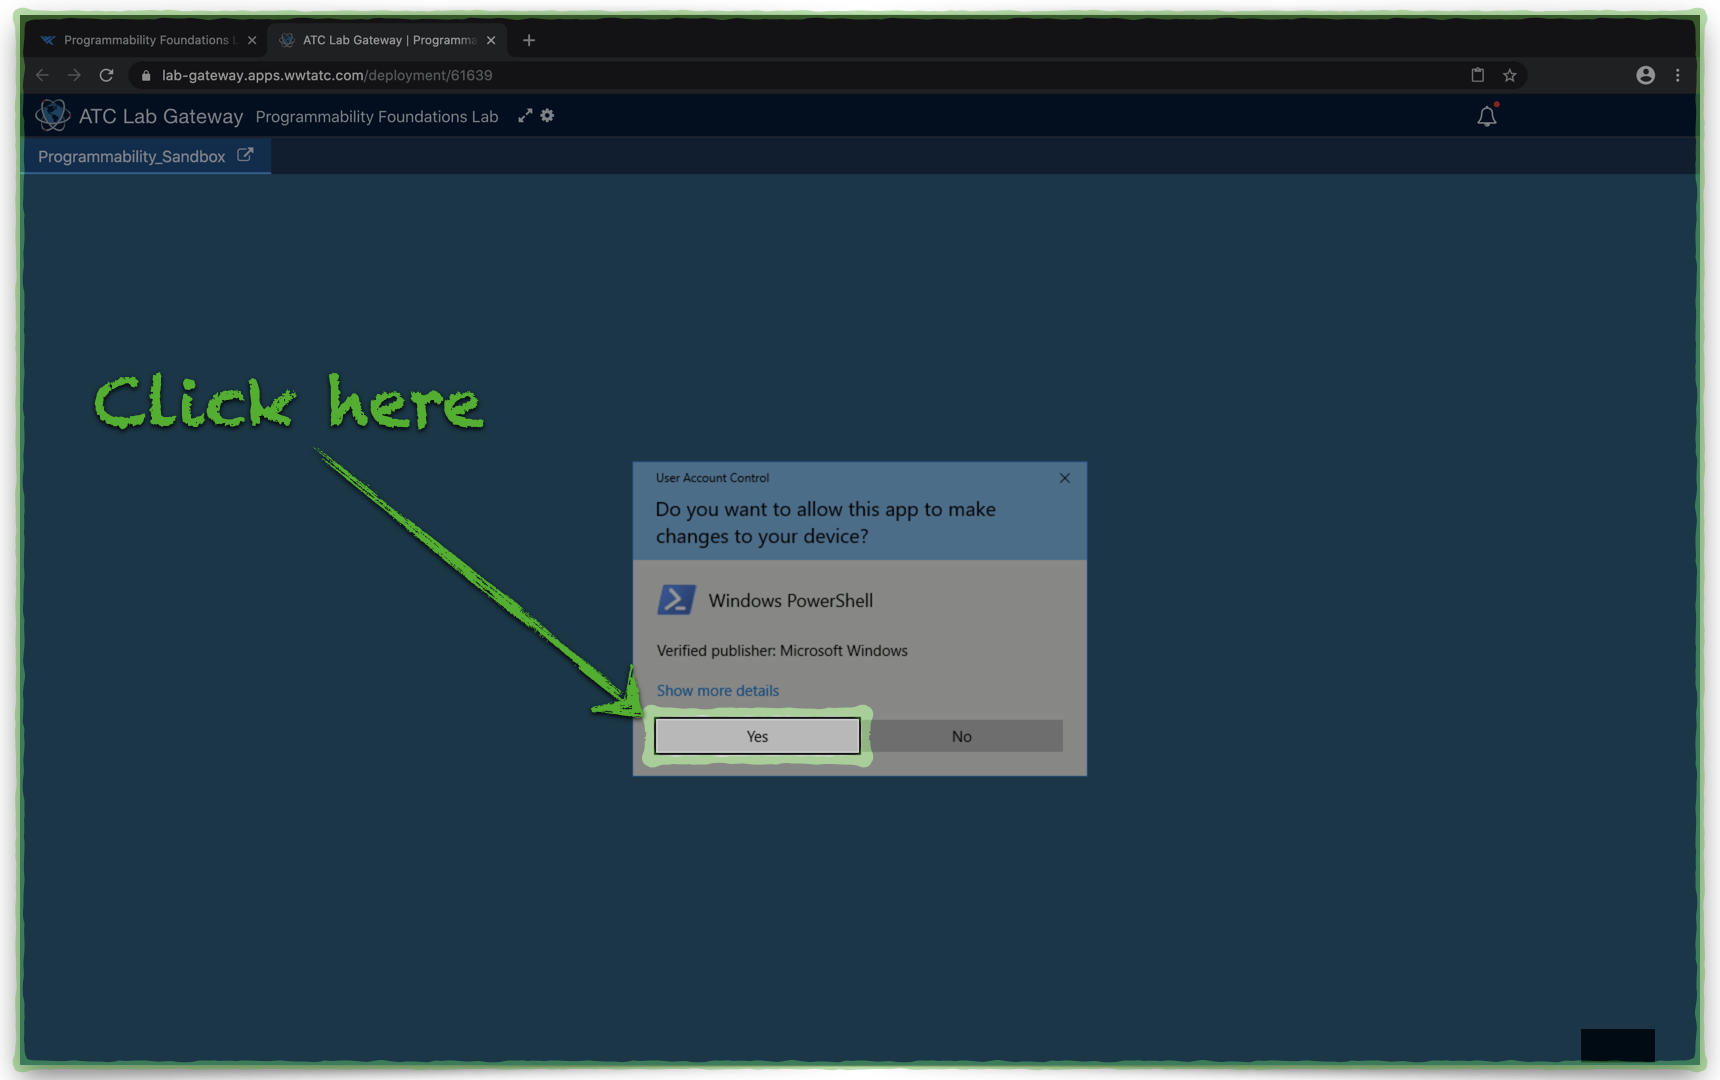 Programmability Foundations L
ATC Lab Gateway | Programma
lab-gateway.apps.wwtatc.com/deployment/61639
ATC Lab Gateway Programmability Foundations Lab
Programmability_Sandbox
Click here
User Account Control
Do you want to allow this app to make
changes to your device?
Windows PowerShell
Verified publisher: Microsoft Windows
Show more details
Yes No